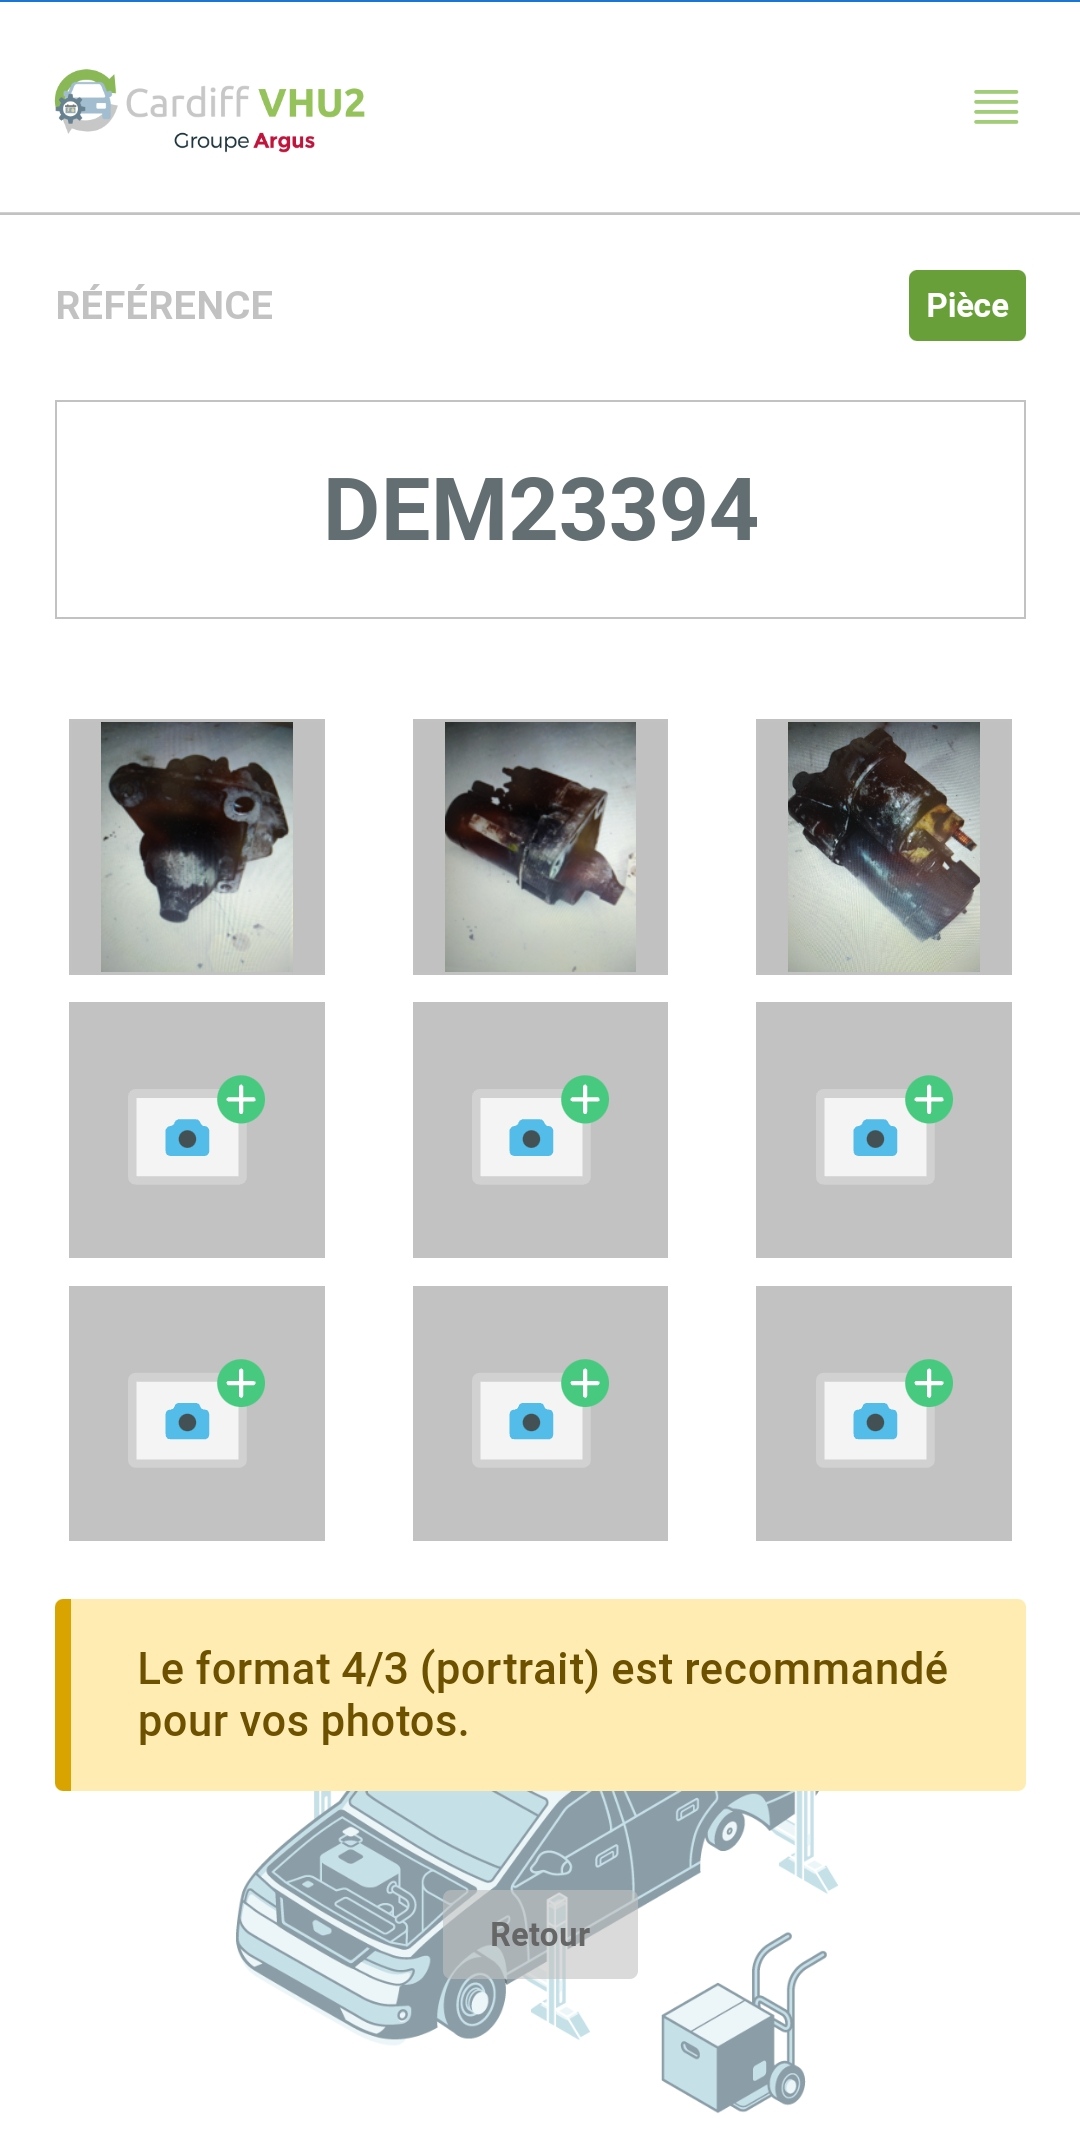 Cardiff VHU2
Groupe Argus
RÉFÉRENCE
Pièce
DEM23394
Le format 4/3 (portrait) est recommandé
pour vos photos.
Retour